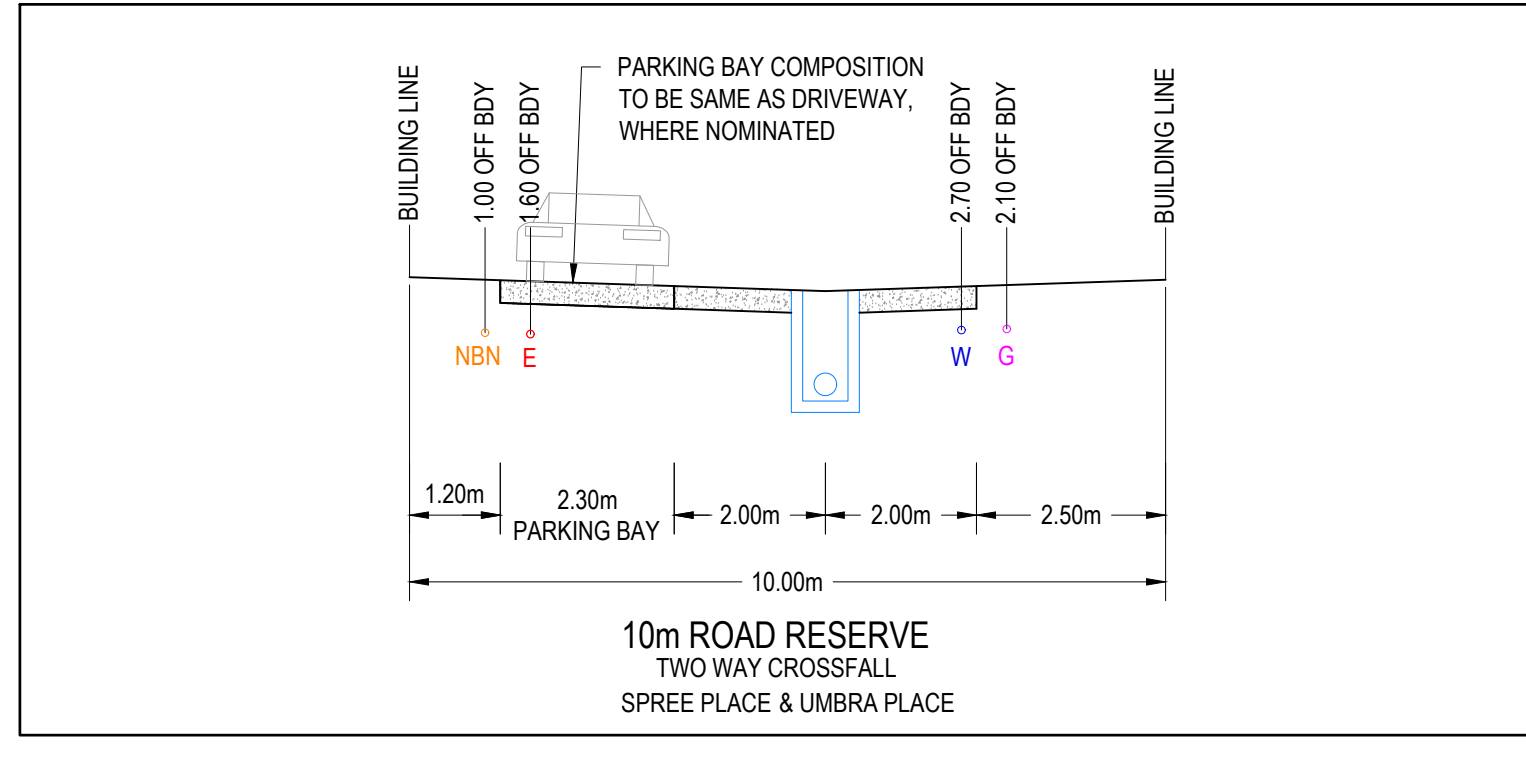 PARKING BAY COMPOSITION
TO BE SAME AS DRIVEWAY,
WHERE NOMINATED
BUILDING LINE
1.00 OFF BDY
1.60 OFF BDY
2.70 OFF BDY
2.10 OFF BDY
BUILDING LINE
NBN
E
W
G
1.20m
2.30m
PARKING BAY
2.00m
2.00m
2.50m
10.00m
10m ROAD RESERVE
TWO WAY CROSSFALL
SPREE PLACE & UMBRA PLACE